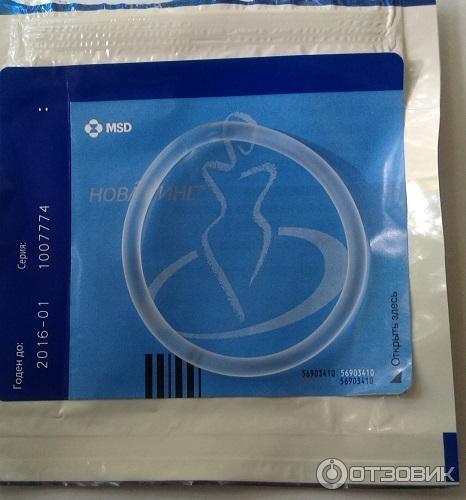 MSD
НОВАРИНГ
Серия: 1007774
Годен до: 2016-01
56903410 56903410
56903410
Открыть здесь
ОТЗОВИК